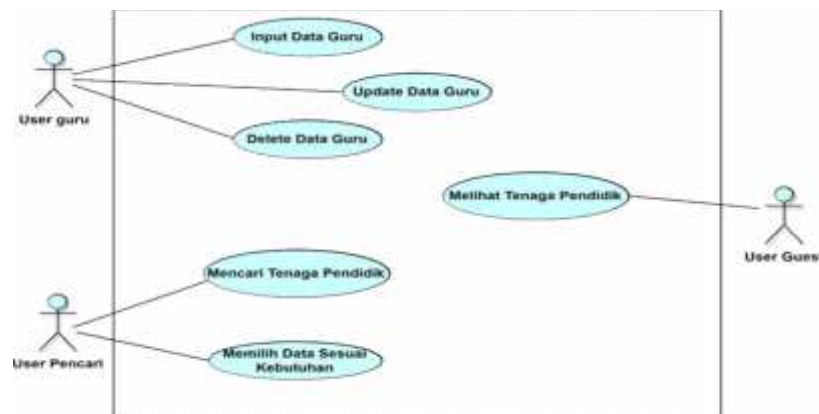 Input Data Guru
User guru
Update Data Guru
Delete Data Guru
Melihat Tenaga Pendidik
User Gues
Mencari Tenaga Pendidik
User Pencari
Memilih Data Sesuai
Kebutuhan